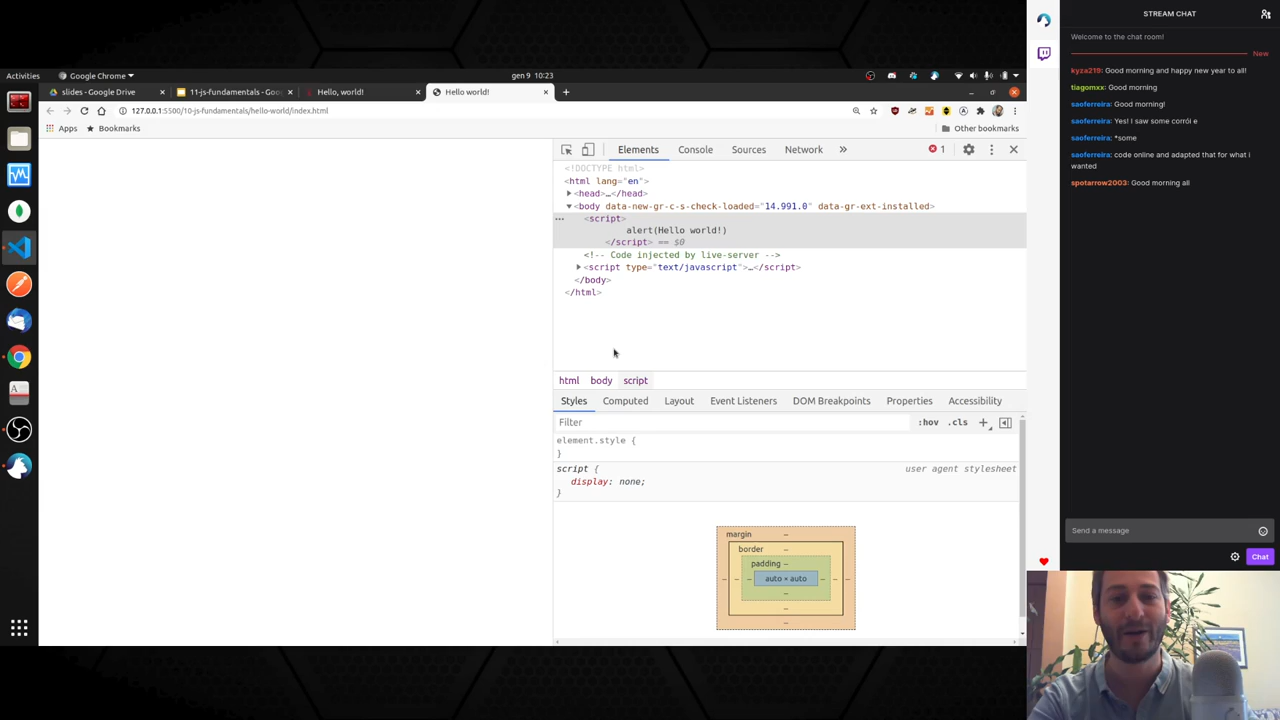 Activities
Google Chrome
gen 9 10:23
slides - Google Drive
11-js-fundamentals - Goo
Hello, world!
Hello world!
127.0.0.1:5500/10-js-fundamentals/hello-world/index.html
Apps
Bookmarks
Other bookmarks
Elements
Console
Sources
Network
1
<!DOCTYPE html>
<html lang="en">
<head>…</head>
<body data-new-gr-c-s-check-loaded="14.991.0" data-gr-ext-installed>
<script>
alert(Hello world!)
</script> == $0
<!-- Code injected by live-server -->
<script type="text/javascript">…</script>
</body>
</html>
html
body
script
Styles
Computed
Layout
Event Listeners
DOM Breakpoints
Properties
Accessibility
Filter
:hov
.cls
element.style {
}
script {
user agent stylesheet
display: none;
}
margin
border
padding
auto × auto
STREAM CHAT
Welcome to the chat room!
New
kyza219: Good morning and happy new year to all!
tiagomxx: Good morning
saoferreira: Good morning!
saoferreira: Yes! I saw some corrói e
saoferreira: *some
saoferreira: code online and adapted that for what i
wanted
spotarrow2003: Good morning all
Send a message
Chat